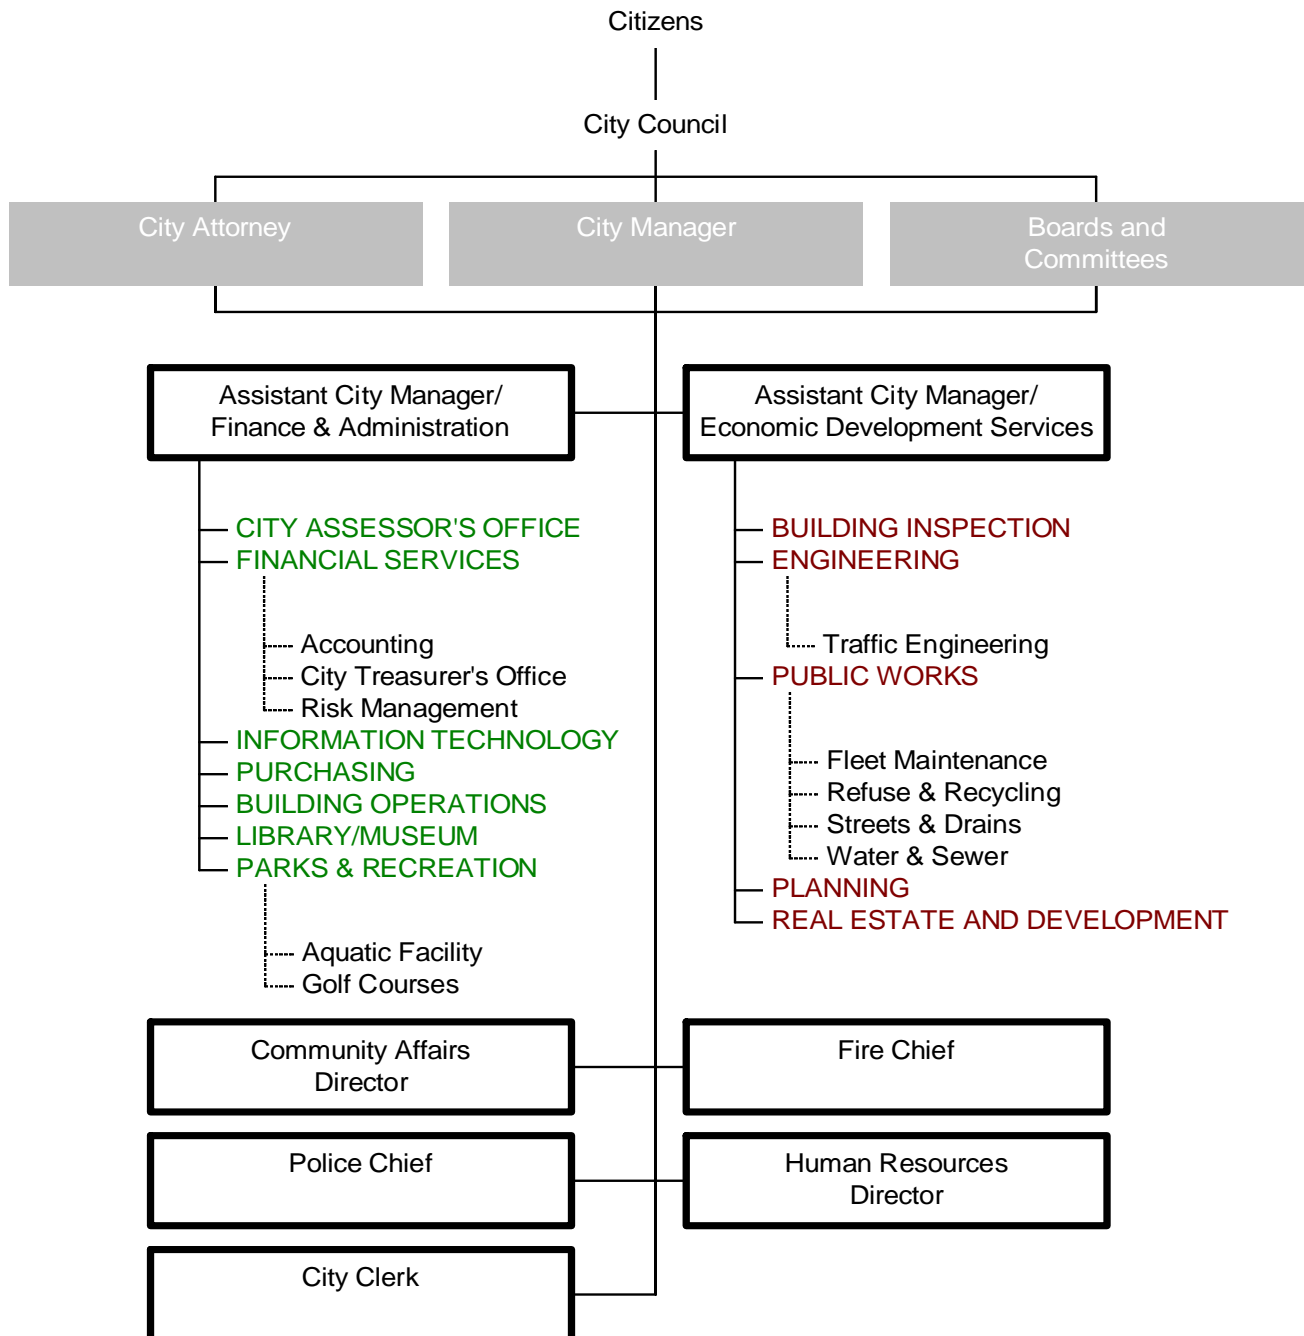 Citizens
City Council
City Attorney
City Manager
Boards and
Committees
Assistant City Manager/
Finance & Administration
Assistant City Manager/
Economic Development Services
CITY ASSESSOR'S OFFICE
FINANCIAL SERVICES
Accounting
City Treasurer's Office
Risk Management
INFORMATION TECHNOLOGY
PURCHASING
BUILDING OPERATIONS
LIBRARY/MUSEUM
PARKS & RECREATION
Aquatic Facility
Golf Courses
BUILDING INSPECTION
ENGINEERING
Traffic Engineering
PUBLIC WORKS
Fleet Maintenance
Refuse & Recycling
Streets & Drains
Water & Sewer
PLANNING
REAL ESTATE AND DEVELOPMENT
Community Affairs
Director
Fire Chief
Police Chief
Human Resources
Director
City Clerk